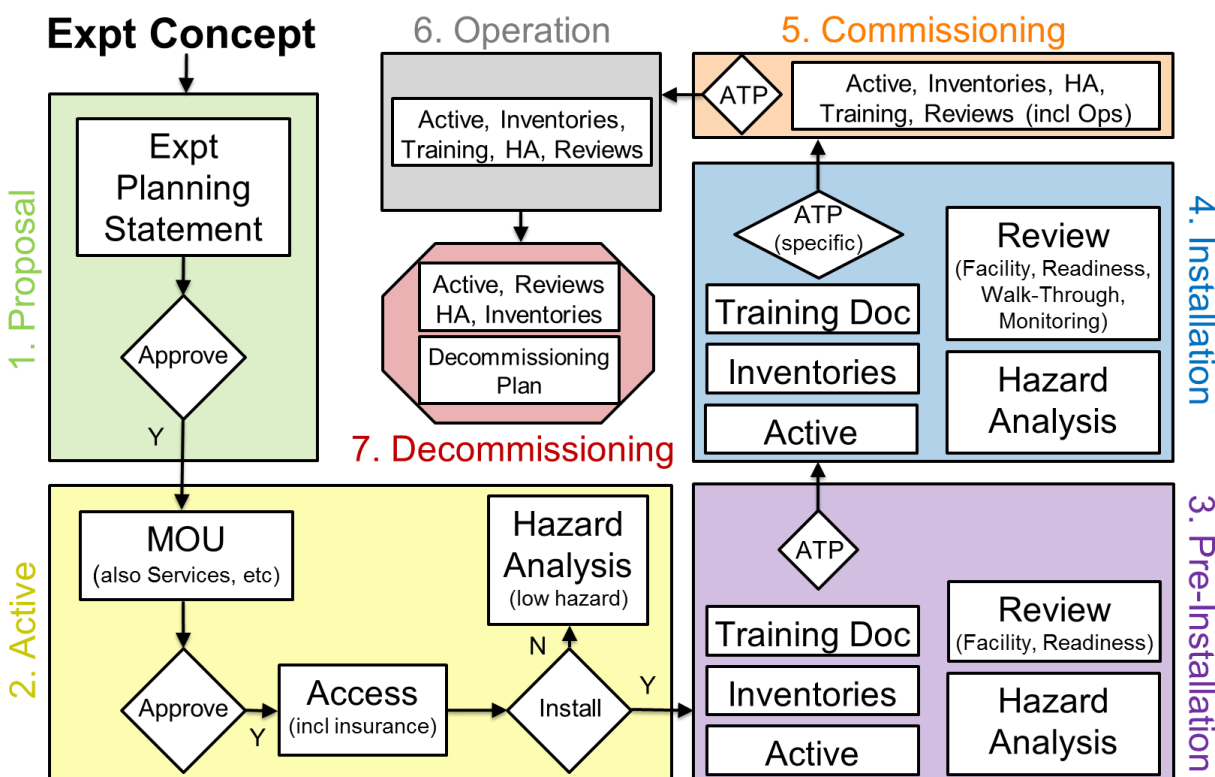 Expt Concept
1. Proposal
Expt
Planning
Statement
Approve
Y
2. Active
MOU
(also Services, etc)
Approve
Y
Access
(incl insurance)
Install
N
Hazard
Analysis
(low hazard)
Y
3. Pre-Installation
ATP
Training Doc
Inventories
Active
Review
(Facility, Readiness)
Hazard
Analysis
4. Installation
ATP
(specific)
Training Doc
Inventories
Active
Review
(Facility, Readiness,
Walk-Through,
Monitoring)
Hazard
Analysis
5. Commissioning
ATP
Active, Inventories, HA,
Training, Reviews (incl Ops)
6. Operation
Active, Inventories,
Training, HA, Reviews
Active, Reviews
HA, Inventories
Decommissioning
Plan
7. Decommissioning